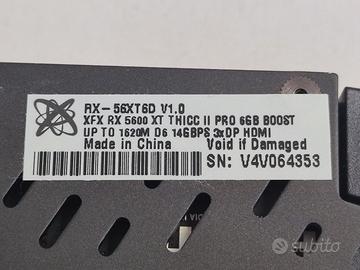 RX-56XT6D V1.0
XFX RX 5600 XT THICC II PRO 6GB BOOST
UP TO 1620M D6 14GBPS 3xDP HDMI
Made in China Void if Damaged
SN: V4V064353
subito